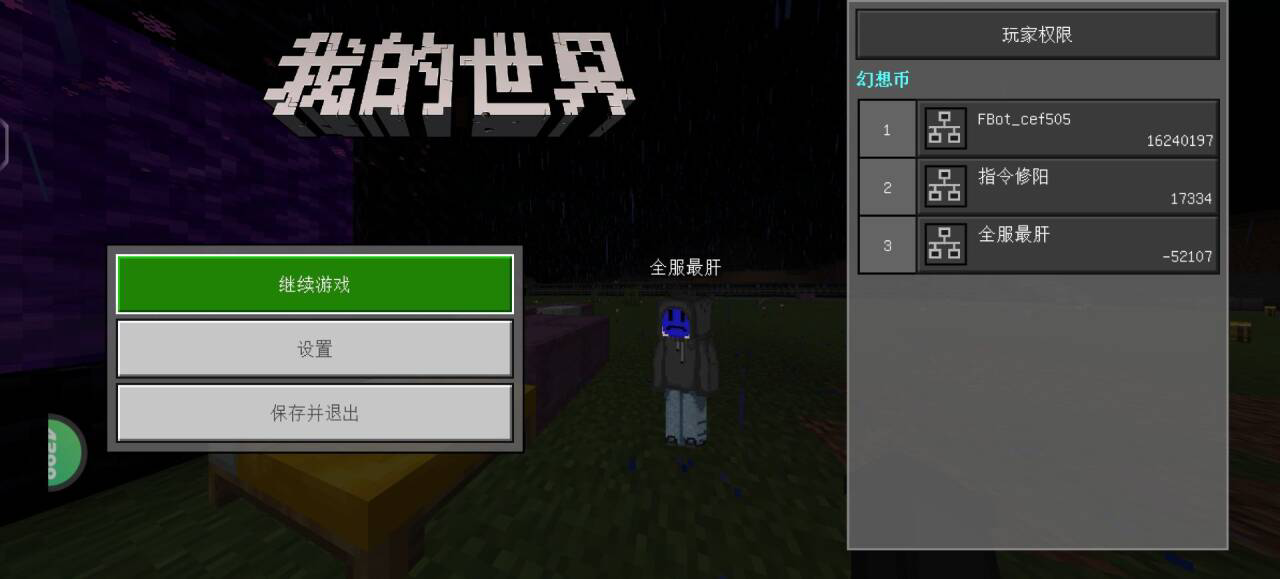 我的世界
继续游戏
设置
保存并退出
全服最肝
玩家权限
幻想币
1
FBot_cef505
16240197
2
指令修阳
17334
3
全服最肝
-52107